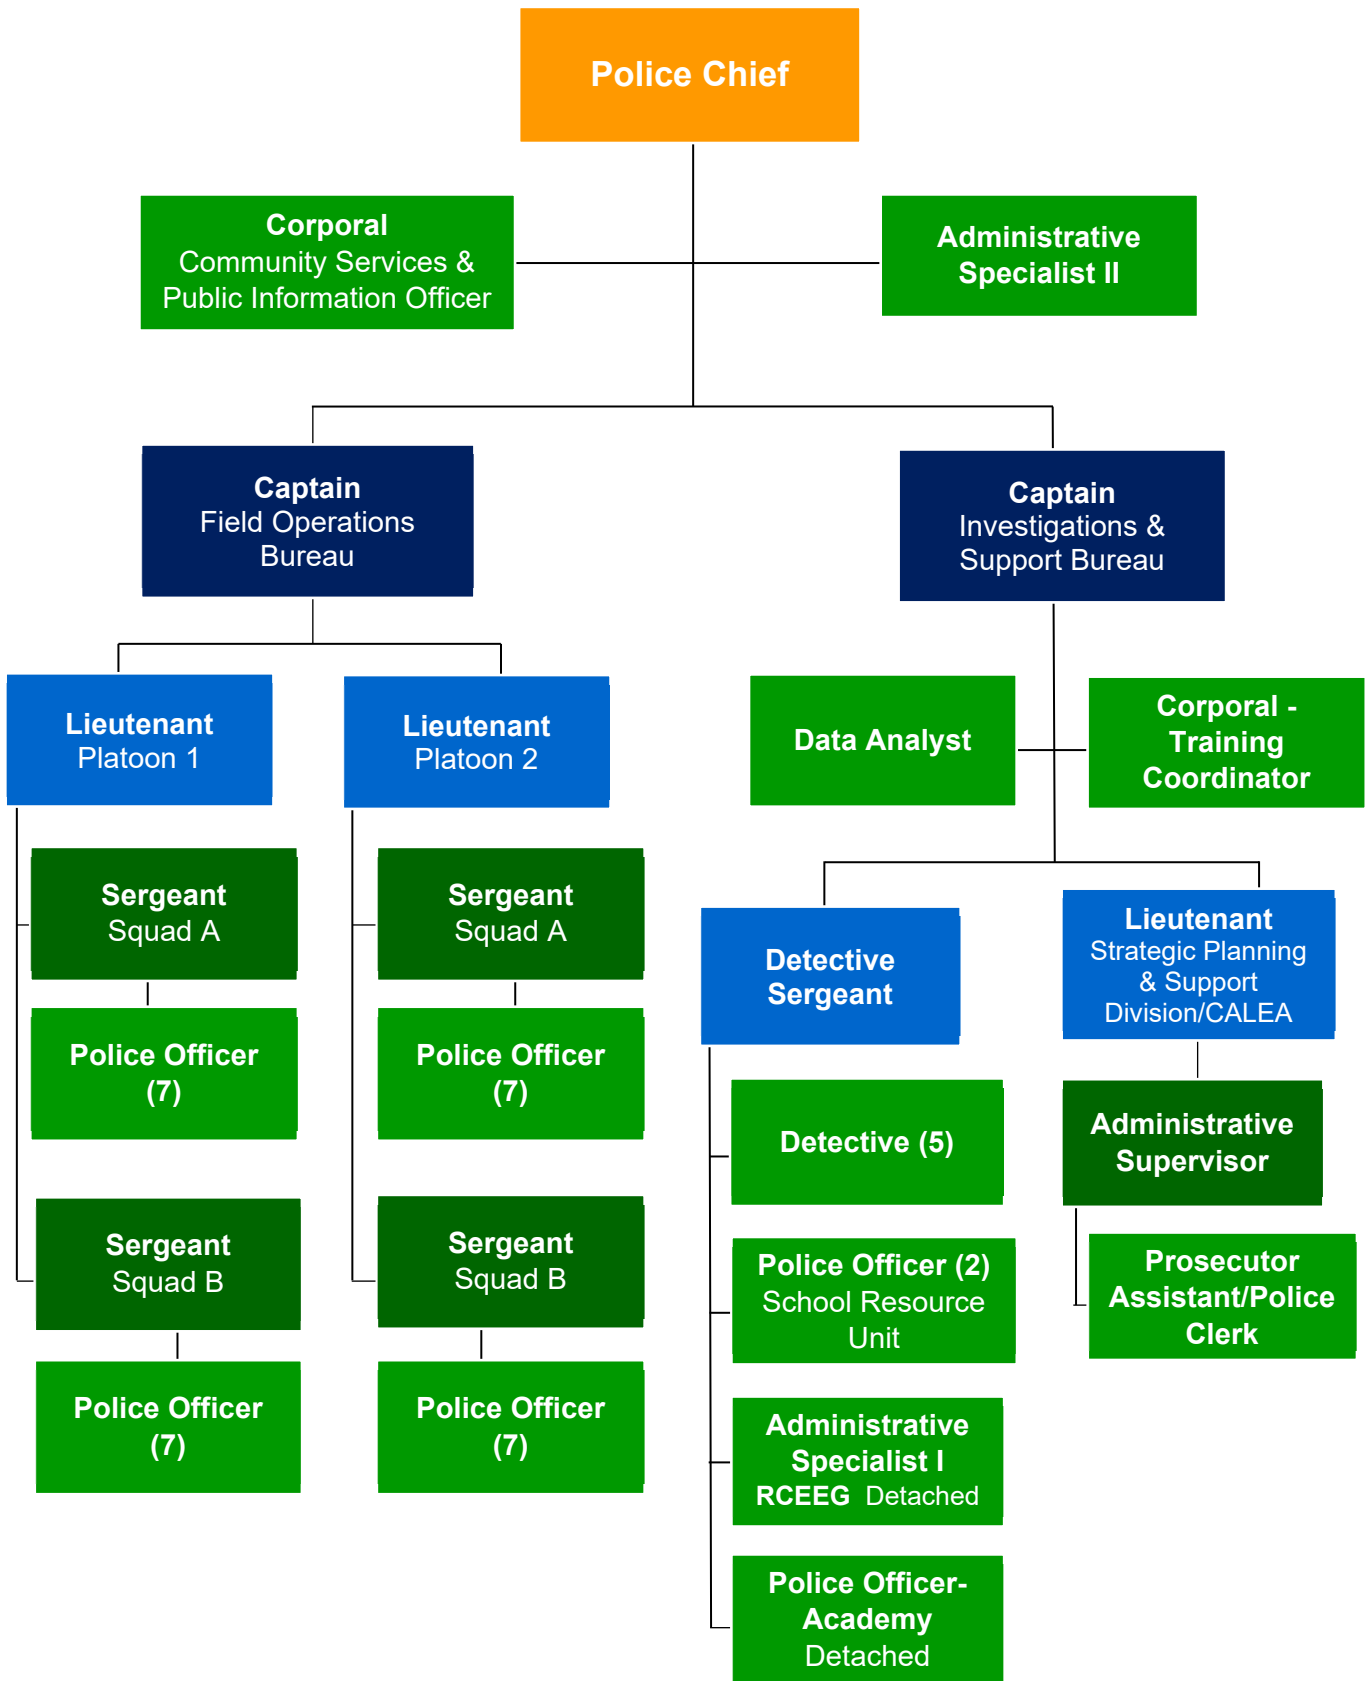 Police Chief
Corporal
Community Services &
Public Information Officer
Administrative
Specialist II
Captain
Field Operations
Bureau
Captain
Investigations &
Support Bureau
Lieutenant
Platoon 1
Lieutenant
Platoon 2
Data Analyst
Corporal -
Training
Coordinator
Sergeant
Squad A
Police Officer
(7)
Sergeant
Squad B
Police Officer
(7)
Sergeant
Squad A
Police Officer
(7)
Sergeant
Squad B
Police Officer
(7)
Detective
Sergeant
Detective (5)
Police Officer (2)
School Resource
Unit
Administrative
Specialist I
RCEEG Detached
Police Officer-
Academy
Detached
Lieutenant
Strategic Planning
& Support
Division/CALEA
Administrative
Supervisor
Prosecutor
Assistant/Police
Clerk